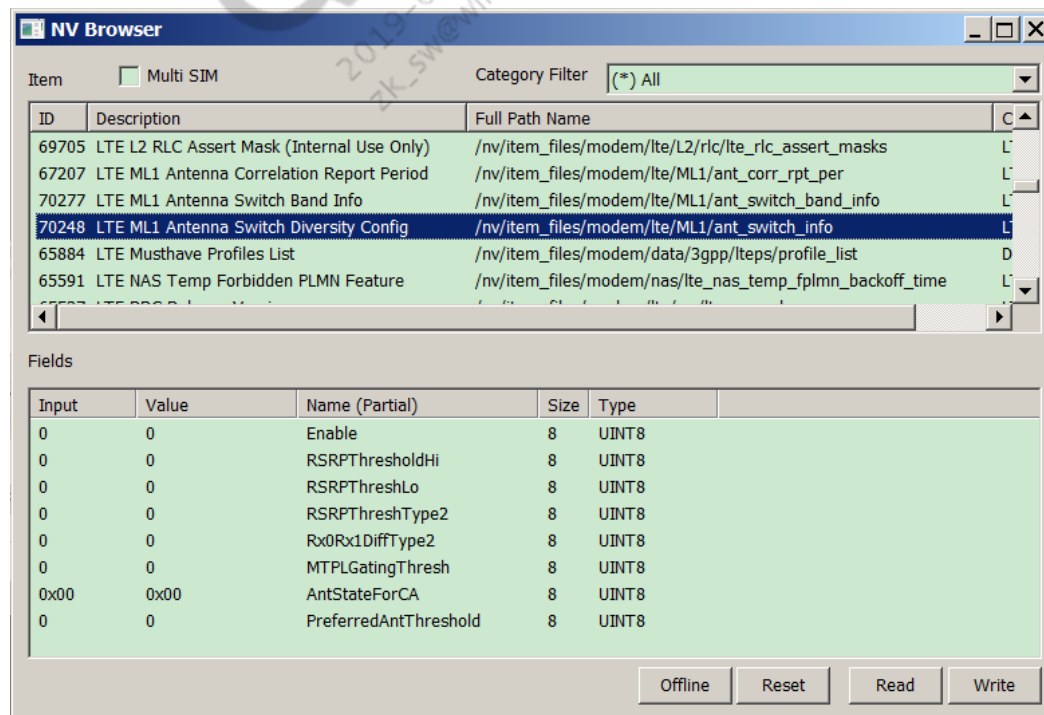 NV Browser
Item Multi SIM Category Filter (*) All
ID Description Full Path Name C
69705 LTE L2 RLC Assert Mask (Internal Use Only) /nv/item_files/modem/lte/L2/rlc/lte_rlc_assert_masks
67207 LTE ML1 Antenna Correlation Report Period /nv/item_files/modem/lte/ML1/ant_corr_rpt_per
70277 LTE ML1 Antenna Switch Band Info /nv/item_files/modem/lte/ML1/ant_switch_band_info
70248 LTE ML1 Antenna Switch Diversity Config /nv/item_files/modem/lte/ML1/ant_switch_info
65884 LTE Musthave Profiles List /nv/item_files/modem/data/3gpp/lteps/profile_list D
65591 LTE NAS Temp Forbidden PLMN Feature /nv/item_files/modem/nas/lte_nas_temp_fplmn_backoff_time
Fields
Input Value Name (Partial) Size Type
0 0 Enable 8 UINT8
0 0 RSRPThresholdHi 8 UINT8
0 0 RSRPThreshLo 8 UINT8
0 0 RSRPThreshType2 8 UINT8
0 0 Rx0Rx1DiffType2 8 UINT8
0 0 MTPLGatingThresh 8 UINT8
0x00 0x00 AntStateForCA 8 UINT8
0 0 PreferredAntThreshold 8 UINT8
Offline Reset Read Write